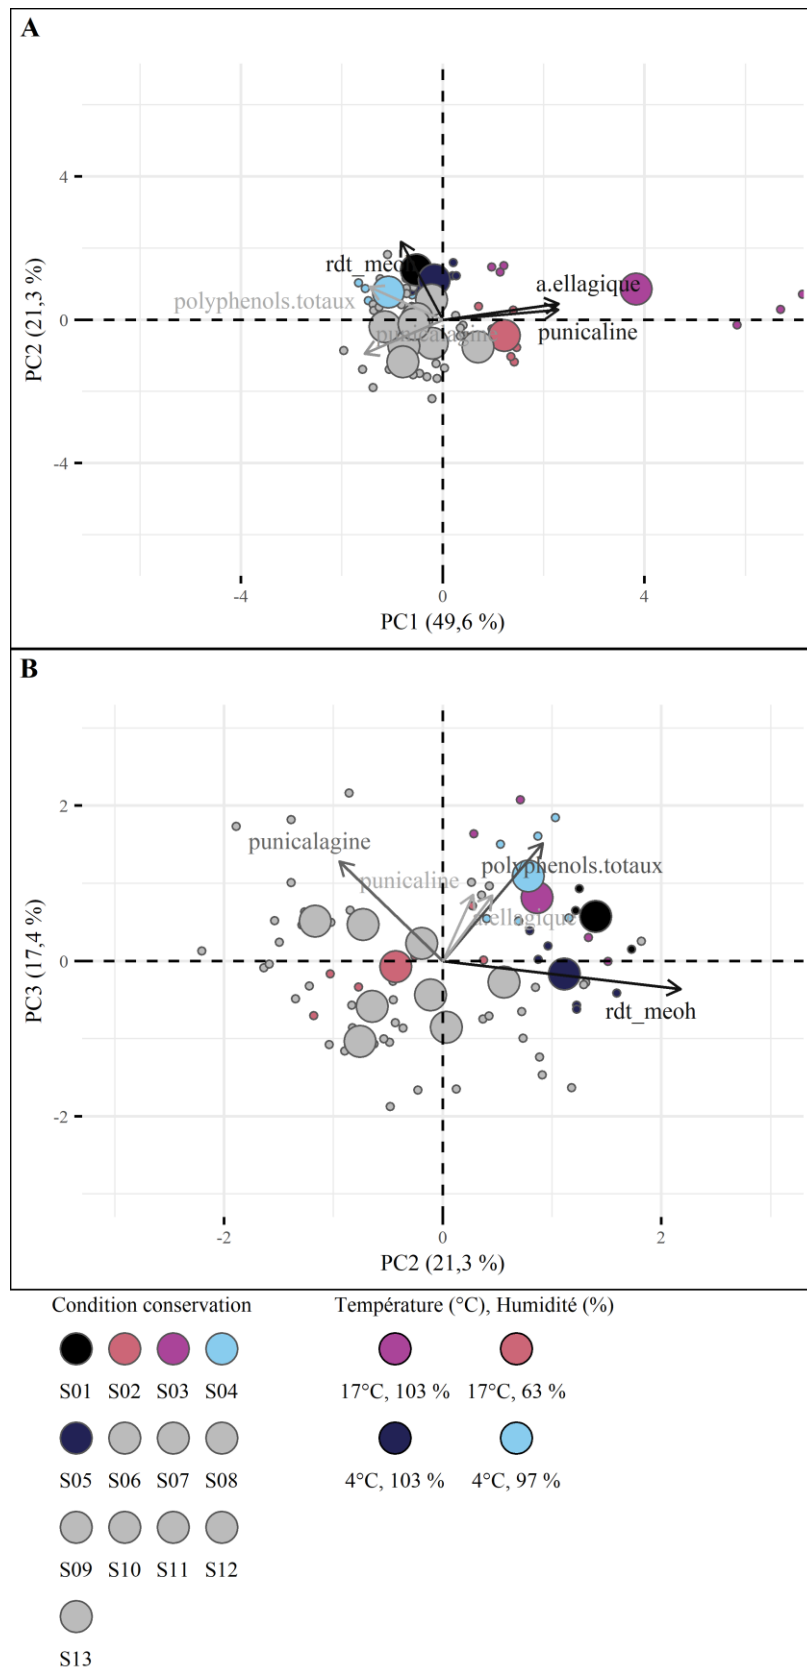 A
4
rdt_meoh
a.ellagique
polyphenols.totaux
0
punicalagine
punicaline
PC2 (21,3 %)
-4
-4
0
4
PC1 (49,6 %)
B
2
punicalagine
polyphenols.totaux
punicaline
a.ellagique
0
rdt_meoh
PC3 (17,4 %)
-2
-2
0
2
PC2 (21,3 %)
Condition conservation
S01 S02 S03 S04
S05 S06 S07 S08
S09 S10 S11 S12
S13
Température (°C), Humidité (%)
17°C, 103 % 17°C, 63 %
4°C, 103 % 4°C, 97 %